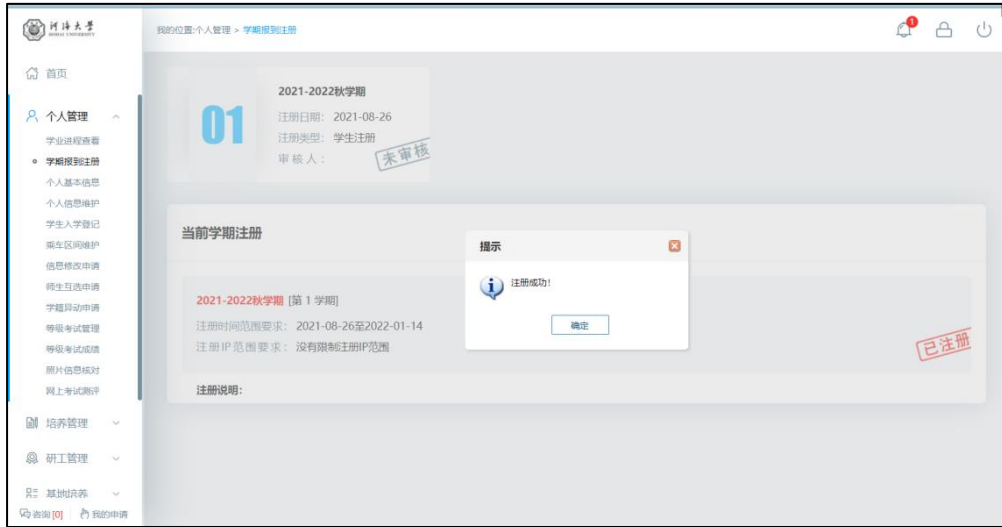 河海大学
HOHAI UNIVERSITY
我的位置:个人管理 > 学期报到注册
1
首页
个人管理
学业进程查看
学期报到注册
个人基本信息
个人信息维护
学生入学登记
乘车区间维护
信息修改申请
师生互选申请
学籍异动申请
等级考试管理
等级考试成绩
照片信息核对
网上考试测评
培养管理
研工管理
基地培养
咨询[0] 我的申请
01
2021-2022秋学期
注册日期: 2021-08-26
注册类型: 学生注册
审 核 人 :
未审核
当前学期注册
2021-2022秋学期 [第 1 学期]
注册时间范围要求: 2021-08-26至2022-01-14
注册 IP 范围要求: 没有限制注册IP范围
已注册
注册说明:
提示
注册成功!
确定